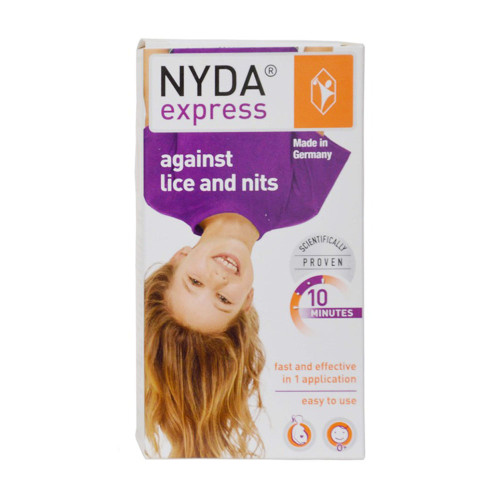 NYDA®
express
Made in
Germany
against
lice and nits
SCIENTIFICALLY
PROVEN
10
MINUTES
fast and effective
in 1 application
easy to use
0+